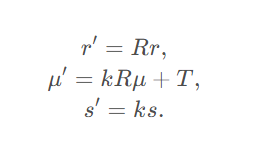 r′ = Rr,
μ′ = kRμ + T,
s′ = ks.